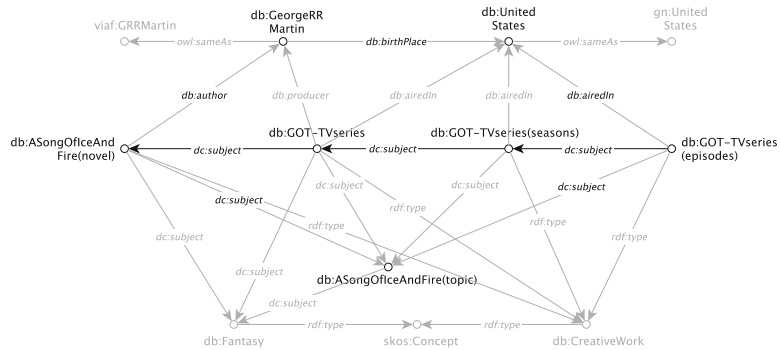 db:GeorgeRR
Martin
db:United
States
viaf:GRRMartin
gn:United
States
owl:sameAs
db:birthPlace
owl:sameAs
db:author
db:producer
db:airedIn
db:airedIn
db:airedIn
db:ASongOfIceAnd
Fire(novel)
db:GOT-TVseries
db:GOT-TVseries(seasons)
db:GOT-TVseries
(episodes)
dc:subject
dc:subject
dc:subject
dc:subject
dc:subject
dc:subject
dc:subject
rdf:type
rdf:type
rdf:type
rdf:type
dc:subject
dc:subject
db:ASongOfIceAndFire(topic)
dc:subject
rdf:type
rdf:type
db:Fantasy
skos:Concept
db:CreativeWork